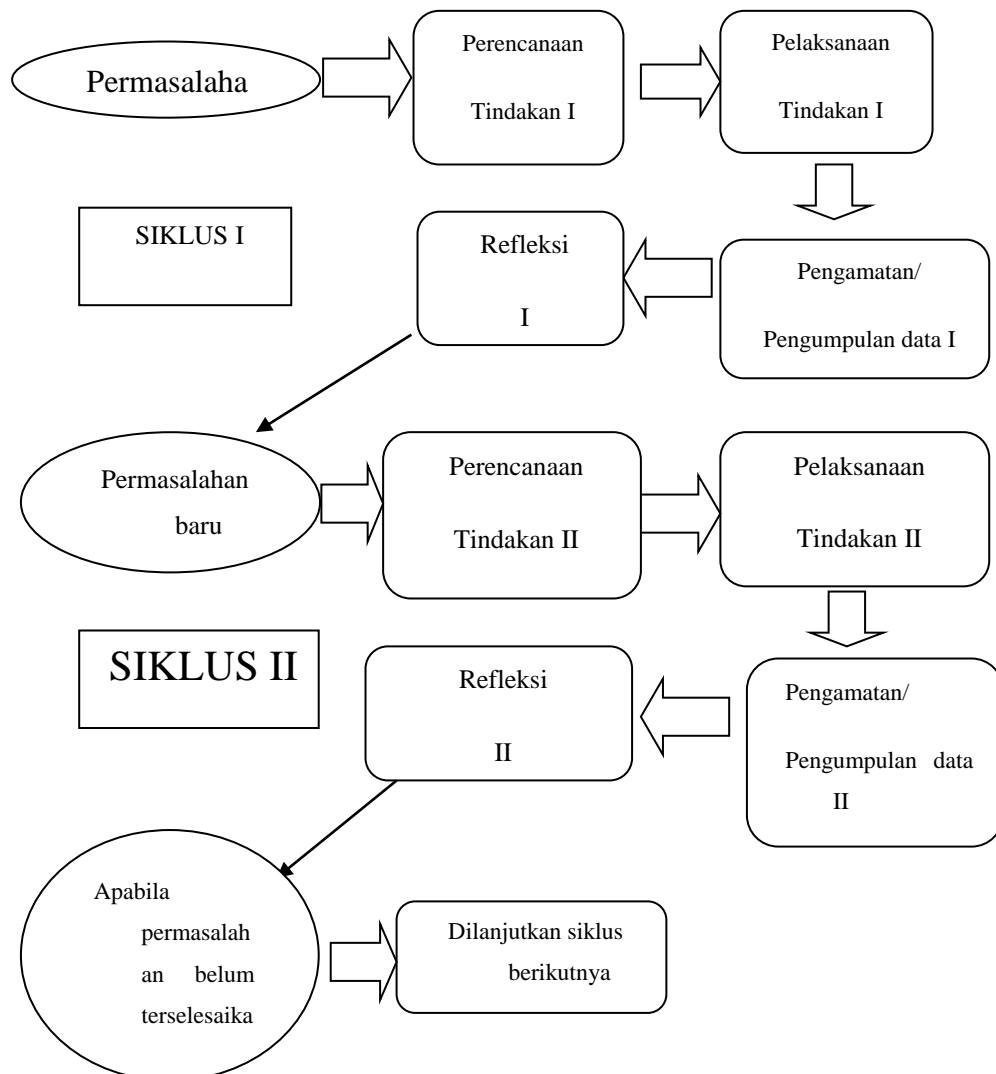 Permasalaha
Perencanaan
Tindakan I
Pelaksanaan
Tindakan I
SIKLUS I
Refleksi
I
Pengamatan/
Pengumpulan data I
Permasalahan
baru
Perencanaan
Tindakan II
Pelaksanaan
Tindakan II
SIKLUS II
Refleksi
II
Pengamatan/
Pengumpulan data
II
Apabila
permasalah
an belum
terselesaika
Dilanjutkan siklus
berikutnya